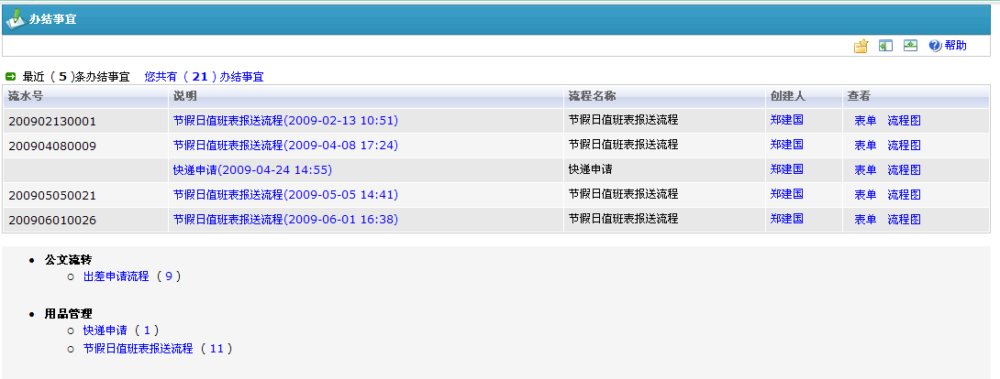 办结事宜
帮助
最近 ( 5 )条办结事宜 您共有 ( 21 ) 办结事宜
流水号 说明 流程名称 创建人 查看
200902130001 节假日值班表报送流程(2009-02-13 10:51) 节假日值班表报送流程 郑建国 表单 流程图
200904080009 节假日值班表报送流程(2009-04-08 17:24) 节假日值班表报送流程 郑建国 表单 流程图
快递申请(2009-04-24 14:55) 快递申请 郑建国 表单 流程图
200905050021 节假日值班表报送流程(2009-05-05 14:41) 节假日值班表报送流程 郑建国 表单 流程图
200906010026 节假日值班表报送流程(2009-06-01 16:38) 节假日值班表报送流程 郑建国 表单 流程图
公文流转
出差申请流程 ( 9 )
用品管理
快递申请 ( 1 )
节假日值班表报送流程 ( 11 )